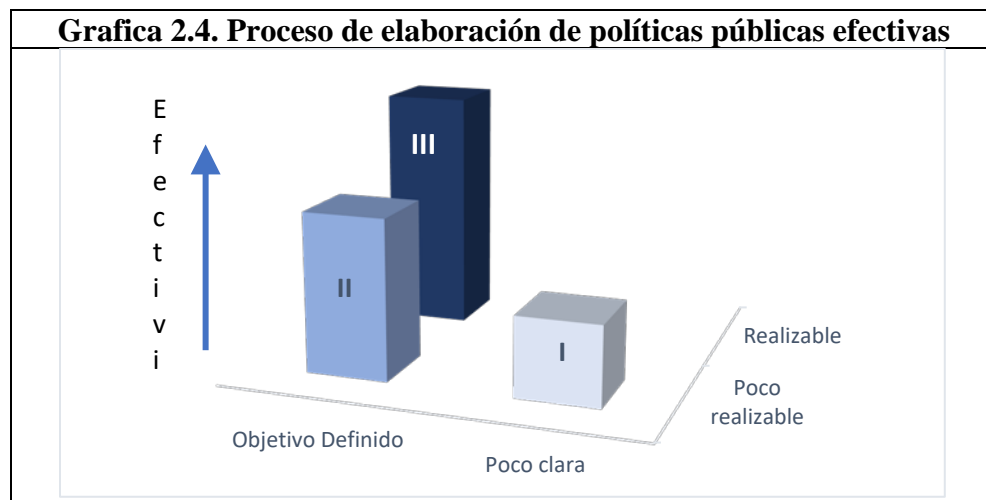 Grafica 2.4. Proceso de elaboración de políticas públicas efectivas
E
f
e
c
t
i
v
i
III
II
I
Realizable
Poco
realizable
Objetivo Definido
Poco clara